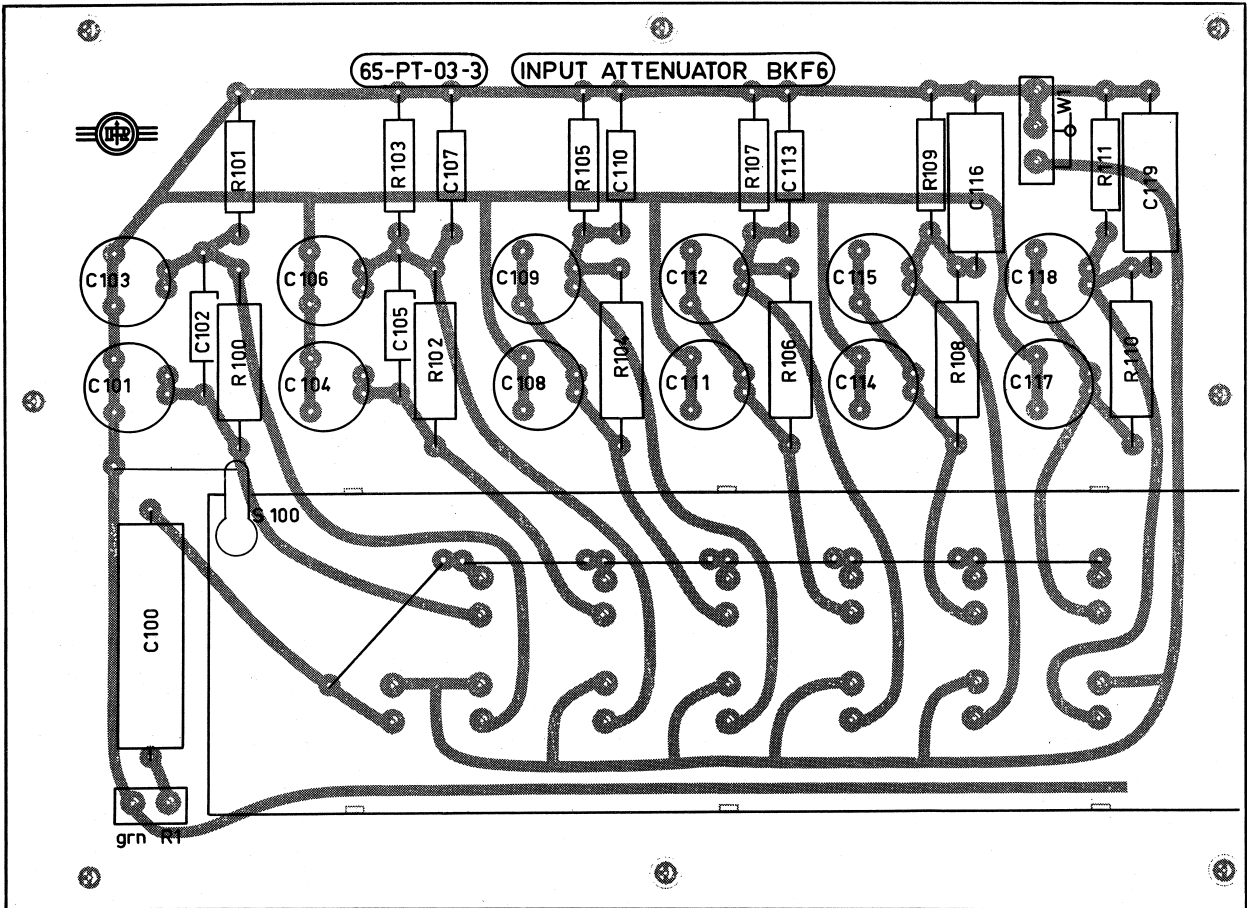 65-PT-03-3 INPUT ATTENUATOR BKF6
W1
R101 R103 C107 R105 C110 R107 C113 R109 C116 R111 C119
C103 C106 C109 C112 C115 C118
C102 R100 C105 R102 R104 R106 R108 R110
C101 C104 C108 C111 C114 C117
S 100
C100
grn R1